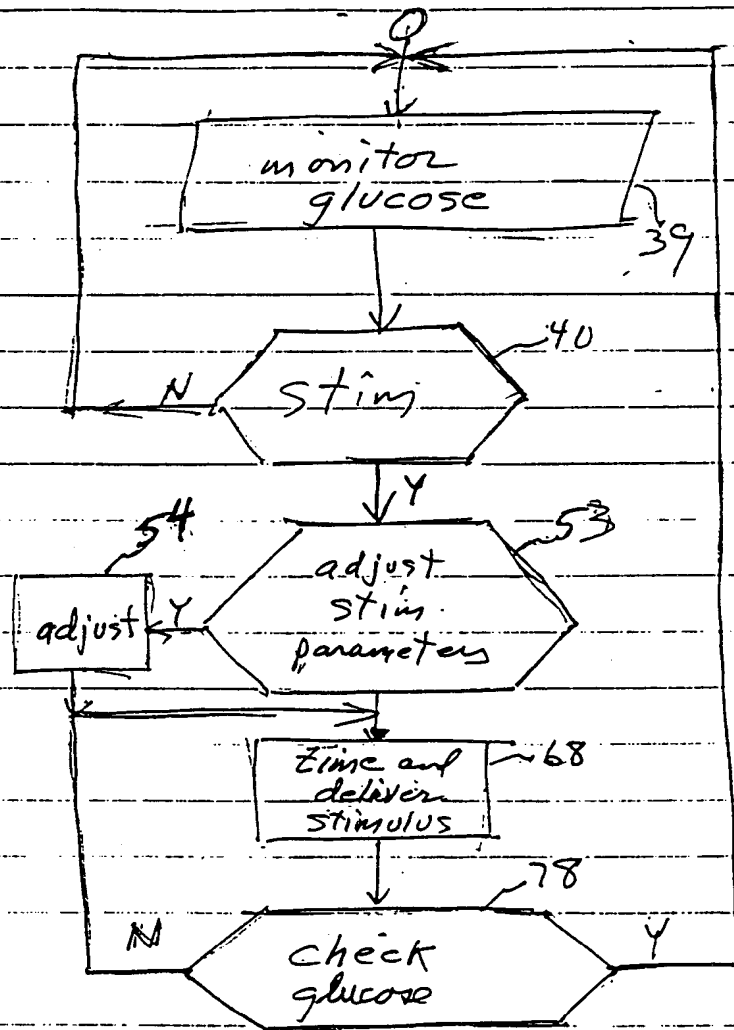 monitor
glucose
39
stim
40
N
Y
54
53
adjust
Y
adjust
stim.
parameters
time and
deliver
stimulus
68
78
N
check
glucose
Y